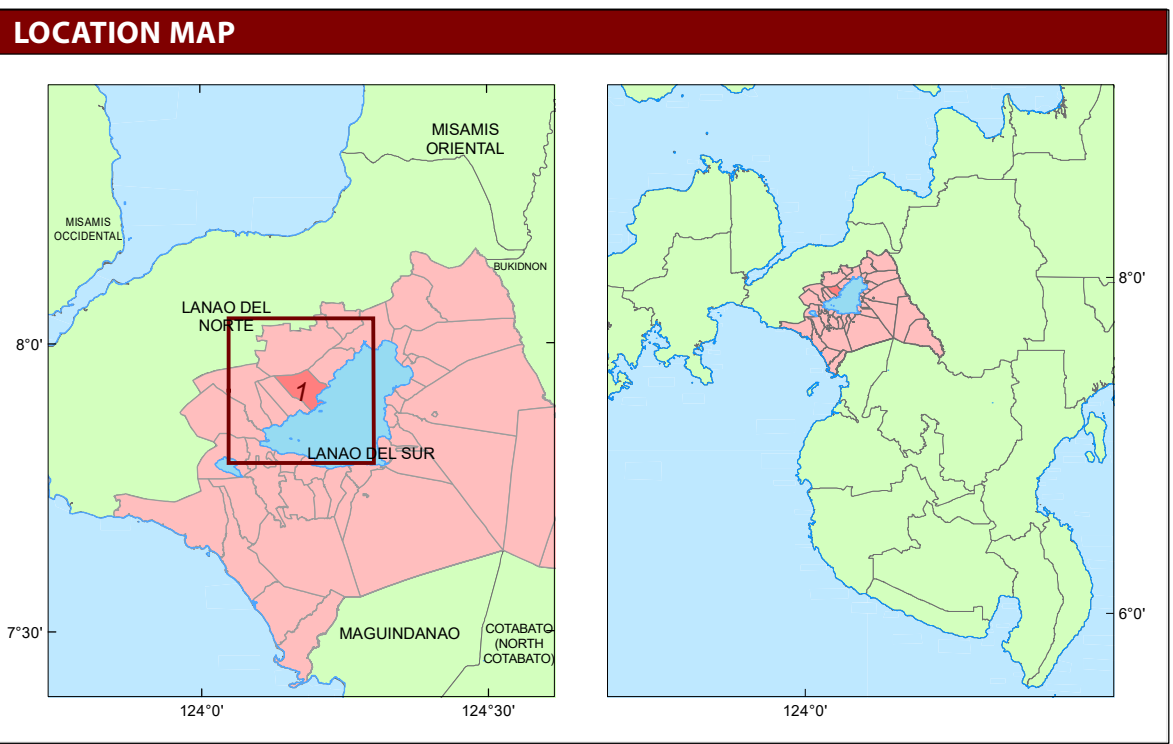 LOCATION MAP
MISAMIS
ORIENTAL
MISAMIS
OCCIDENTAL
BUKIDNON
LANAO DEL
NORTE
8°0'
1
LANAO DEL SUR
7°30'
MAGUINDANAO
COTABATO
(NORTH
COTABATO)
124°0'
124°30'
8°0'
6°0'
124°0'